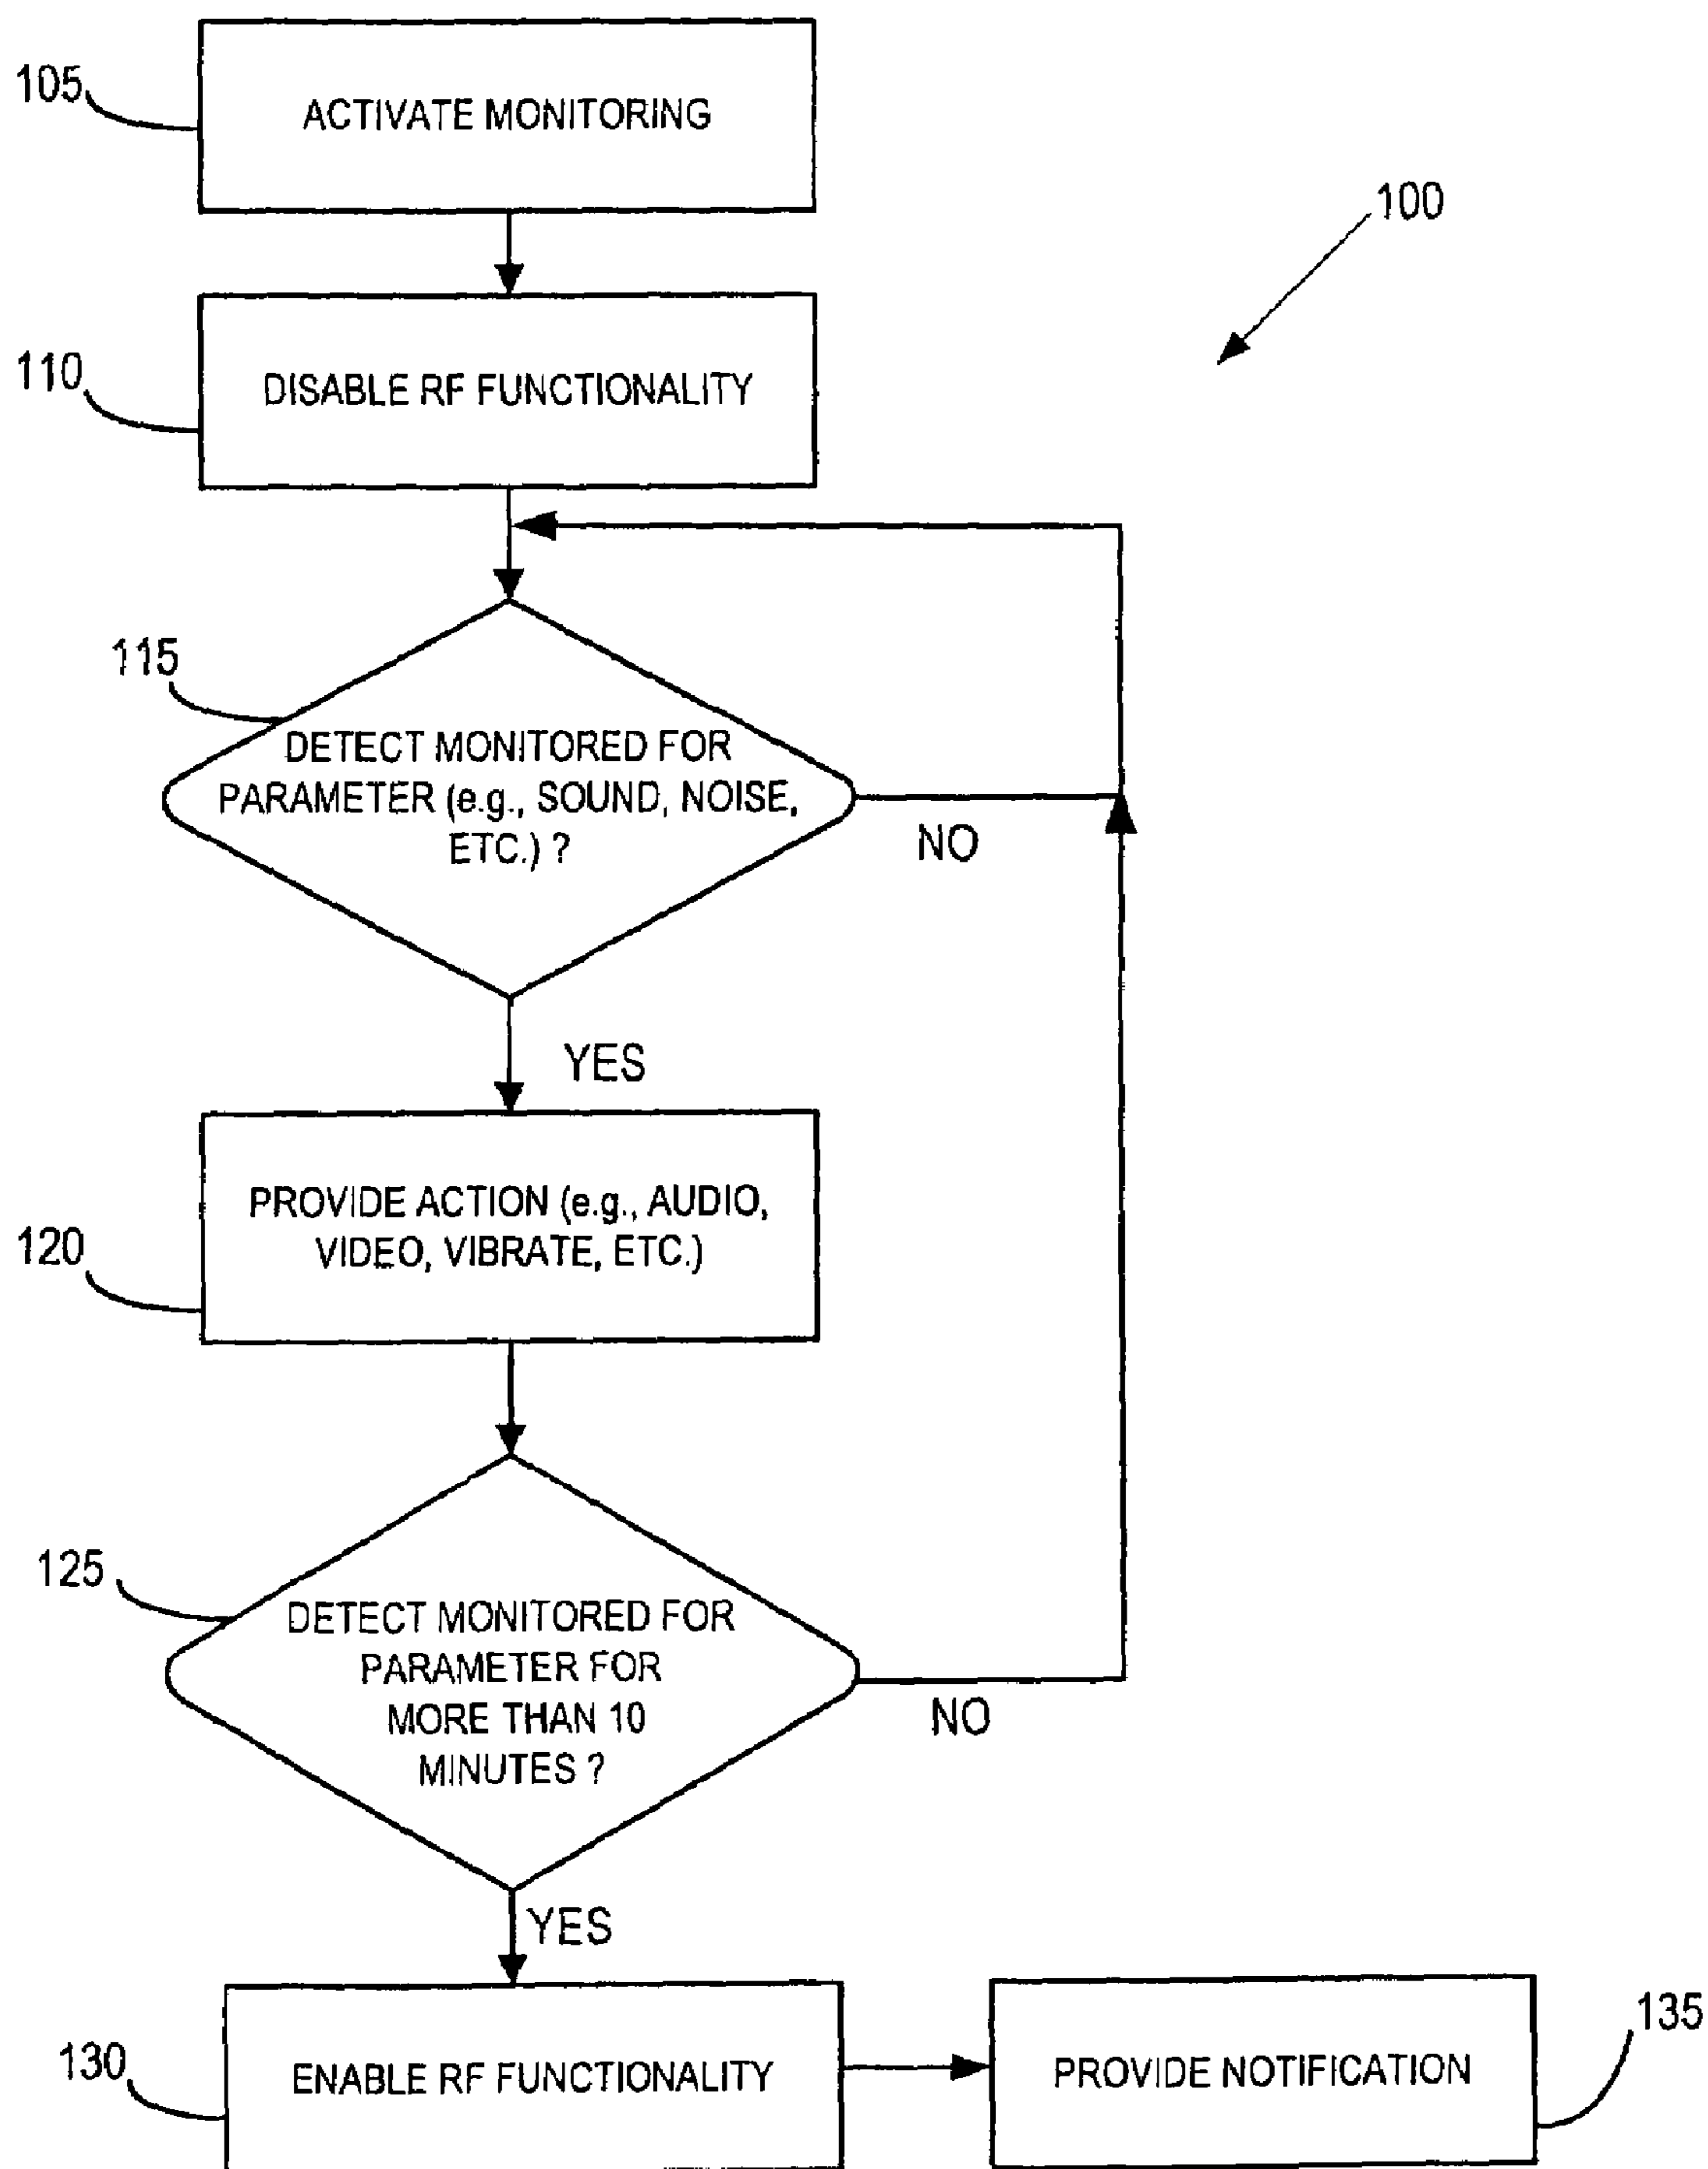 105
ACTIVATE MONITORING
100
110
DISABLE RF FUNCTIONALITY
115
DETECT MONITORED FOR
PARAMETER (e.g., SOUND, NOISE,
ETC.) ?
NO
YES
120
PROVIDE ACTION (e.g., AUDIO,
VIDEO, VIBRATE, ETC.)
125
DETECT MONITORED FOR
PARAMETER FOR
MORE THAN 10
MINUTES ?
NO
YES
130
ENABLE RF FUNCTIONALITY
PROVIDE NOTIFICATION
135